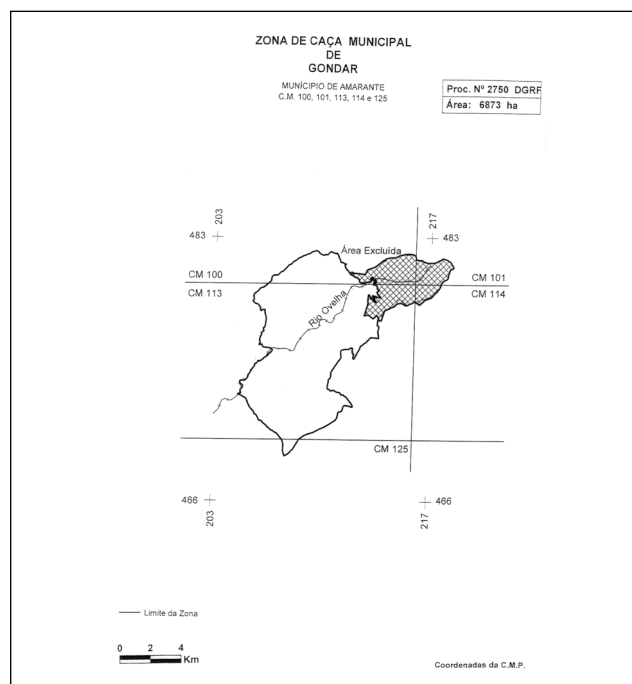 ZONA DE CAÇA MUNICIPAL
DE
GONDAR
MUNÍCIPIO DE AMARANTE
C.M. 100, 101, 113, 114 e 125
Proc. Nº 2750 DGRF
Área: 6873 ha
203
217
483
483
Área Excluída
CM 100
CM 101
CM 113
CM 114
Rio Ovelha
CM 125
466
466
203
217
Limite da Zona
0 2 4
Km
Coordenadas da C.M.P.